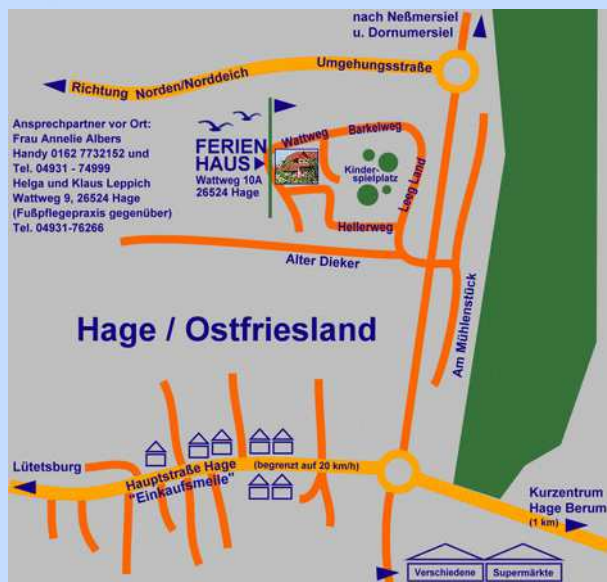 nach Neßmersiel
u. Dornumersiel
Umgehungsstraße
Richtung Norden/Norddeich
Ansprechpartner vor Ort:
Frau Annelie Albers
Handy 0162 7732152 und
Tel. 04931 - 74999
Helga und Klaus Leppich
Wattweg 9, 26524 Hage
(Fußpflegepraxis gegenüber)
Tel. 04931-76266
FERIEN
HAUS
Wattweg 10A
26524 Hage
Wattweg
Barkelweg
Kinder-
spielplatz
Leeg Land
Hellerweg
Alter Dieker
Am Mühlenstück
Hage / Ostfriesland
Lütetsburg
Hauptstraße Hage
"Einkaufsmeile"
(begrenzt auf 20 km/h)
Kurzentrum
Hage Berum
(1 km)
Verschiedene
Supermärkte